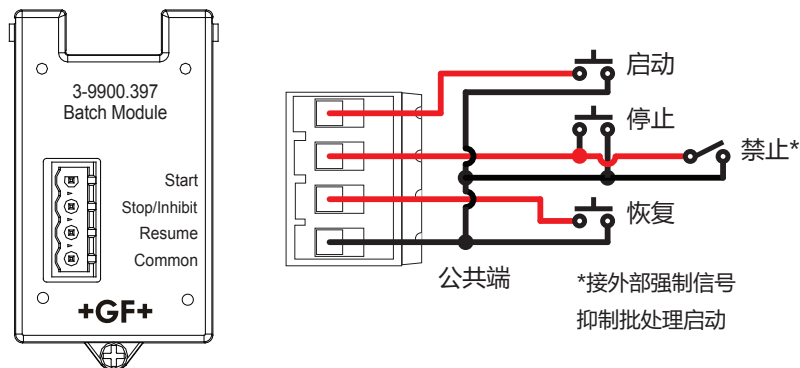 3-9900.397
Batch Module
Start
Stop/Inhibit
Resume
Common
+GF+
启动
停止
禁止*
恢复
公共端
*接外部强制信号
抑制批处理启动